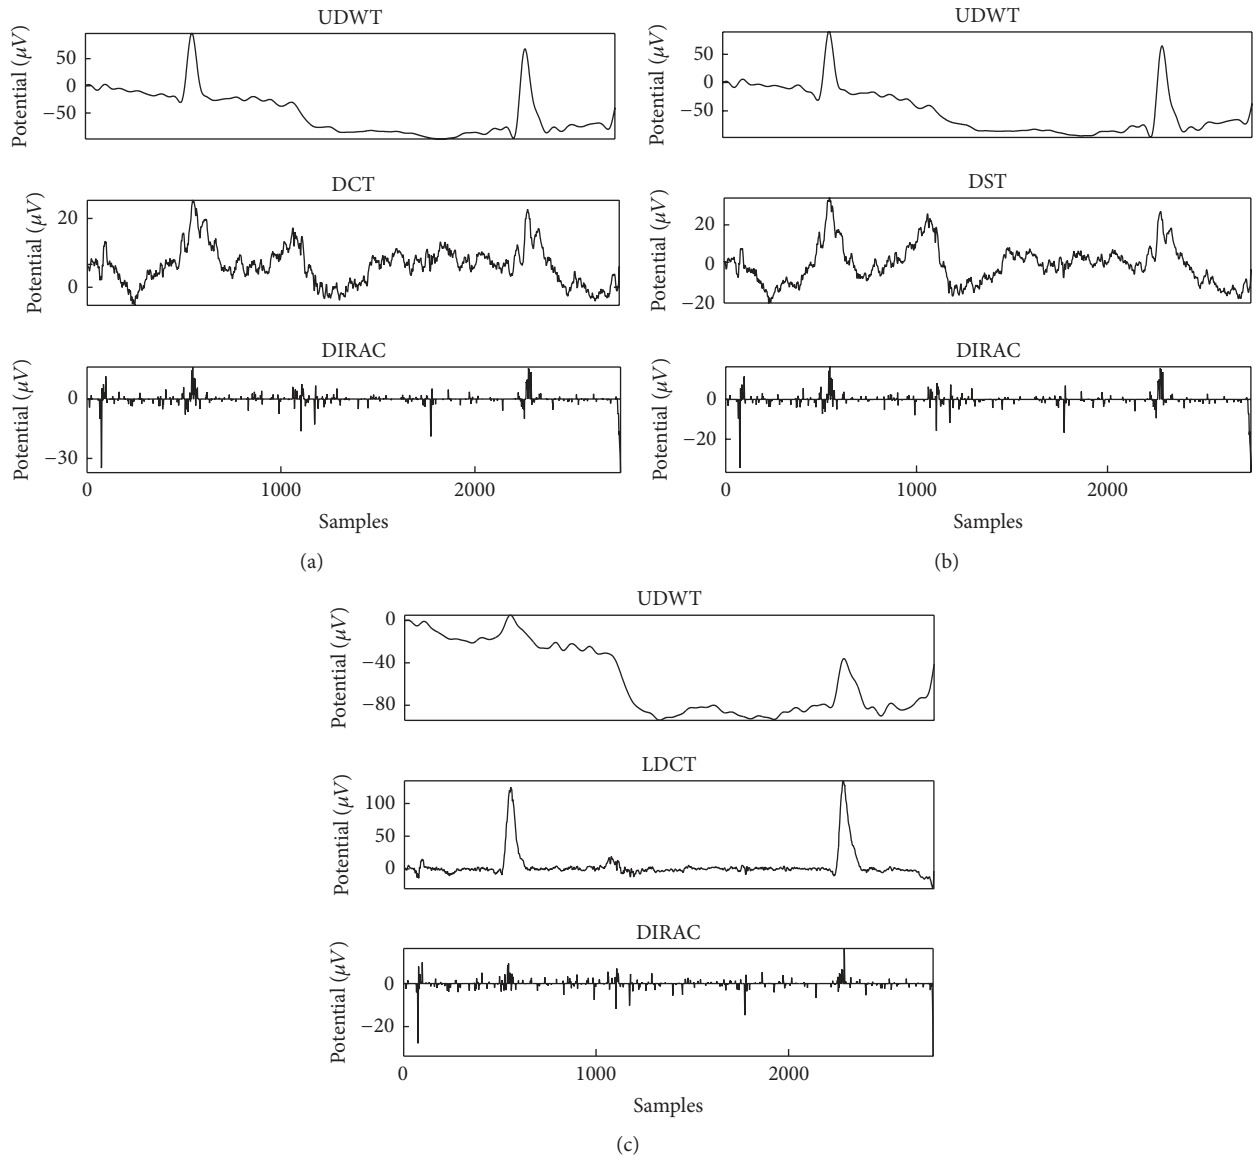 UDWT
Potential (μV)
50
0
−50
DCT
Potential (μV)
20
0
DIRAC
Potential (μV)
0
−30
0 1000 2000
Samples
(a)
UDWT
Potential (μV)
50
0
−50
DST
Potential (μV)
20
0
−20
DIRAC
Potential (μV)
0
−20
0 1000 2000
Samples
(b)
UDWT
Potential (μV)
0
−40
−80
LDCT
Potential (μV)
100
50
0
DIRAC
Potential (μV)
0
−20
0 1000 2000
Samples
(c)